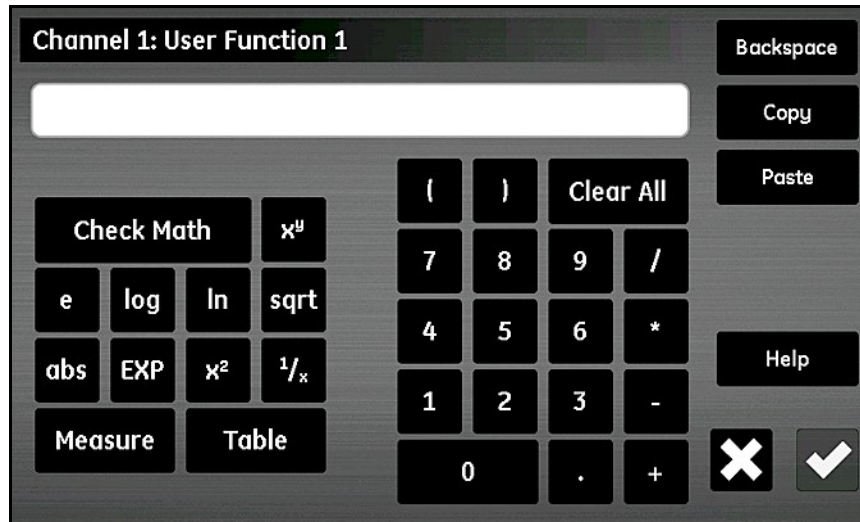 Channel 1: User Function 1
Backspace
Copy
Paste
Help
Check Math xʸ
e log ln sqrt
abs EXP x² ¹/ₓ
Measure Table
( ) Clear All
7 8 9 /
4 5 6 *
1 2 3 -
0 . +